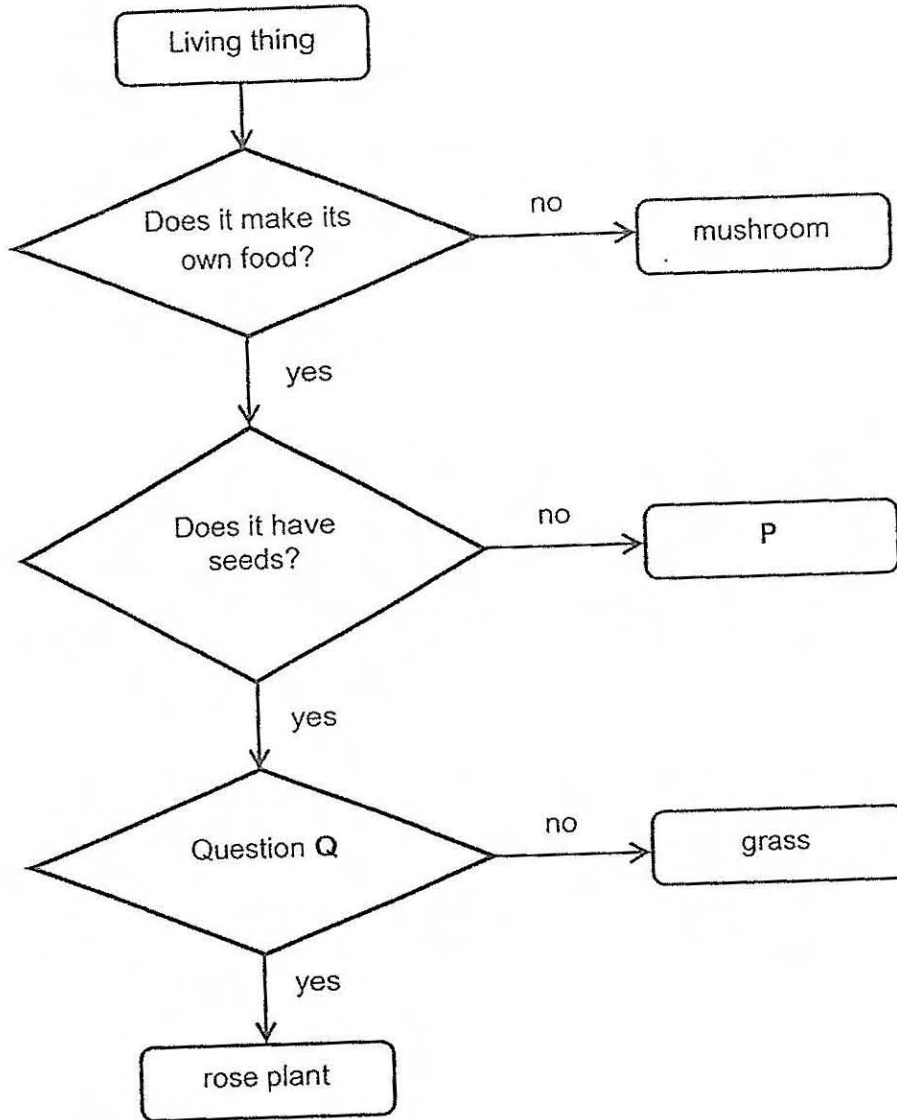 Living thing
Does it make its
own food?
no
mushroom
yes
Does it have
seeds?
no
P
yes
Question Q
no
grass
yes
rose plant